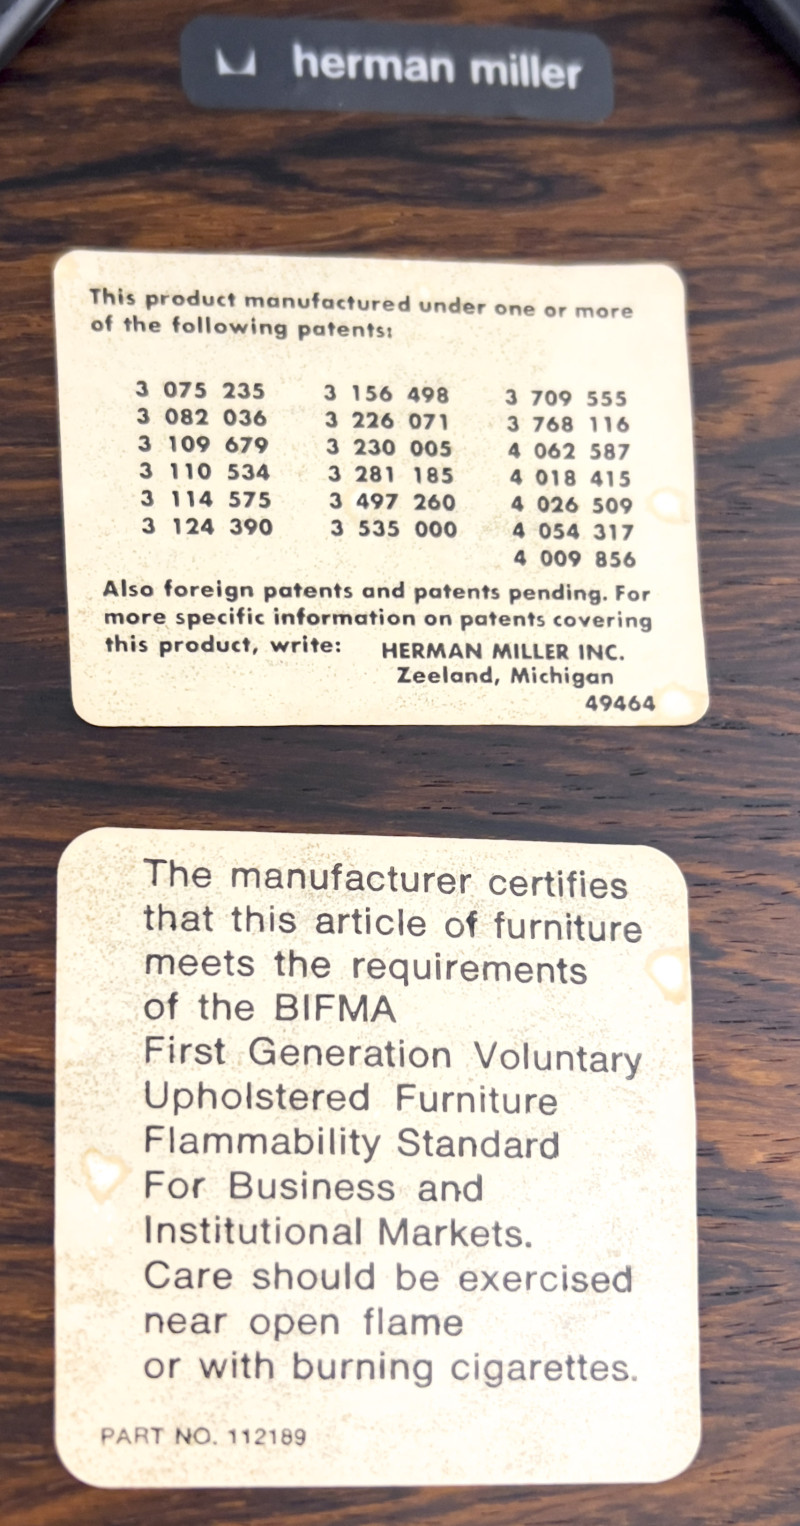 herman miller
This product manufactured under one or more
of the following patents:
3 075 235 3 156 498 3 709 555
3 082 036 3 226 071 3 768 116
3 109 679 3 230 005 4 062 587
3 110 534 3 281 185 4 018 415
3 114 575 3 497 260 4 026 509
3 124 390 3 535 000 4 054 317
4 009 856
Also foreign patents and patents pending. For
more specific information on patents covering
this product, write: HERMAN MILLER INC.
Zeeland, Michigan
49464
The manufacturer certifies
that this article of furniture
meets the requirements
of the BIFMA
First Generation Voluntary
Upholstered Furniture
Flammability Standard
For Business and
Institutional Markets.
Care should be exercised
near open flame
or with burning cigarettes.
PART NO. 112189